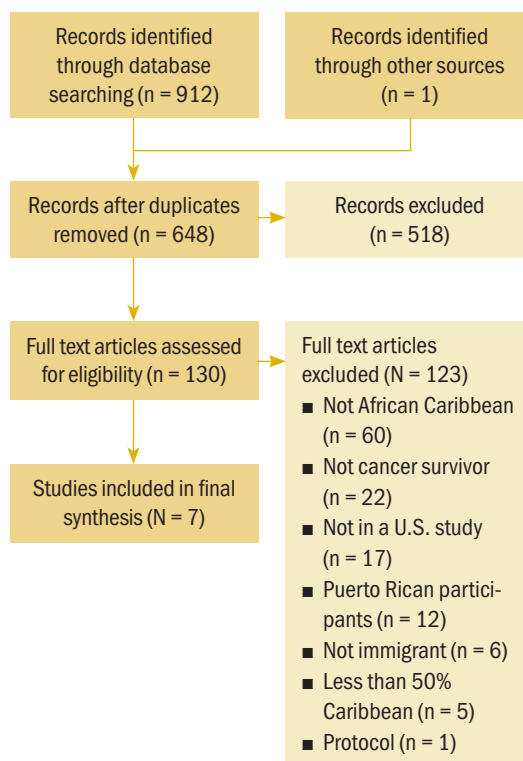 Records identified
through database
searching (n = 912)
Records identified
through other sources
(n = 1)
Records after duplicates
removed (n = 648)
Records excluded
(n = 518)
Full text articles assessed
for eligibility (n = 130)
Full text articles
excluded (N = 123)
■ Not African Caribbean
(n = 60)
■ Not cancer survivor
(n = 22)
■ Not in a U.S. study
(n = 17)
■ Puerto Rican partici-
pants (n = 12)
■ Not immigrant (n = 6)
■ Less than 50%
Caribbean (n = 5)
■ Protocol (n = 1)
Studies included in final
synthesis (N = 7)